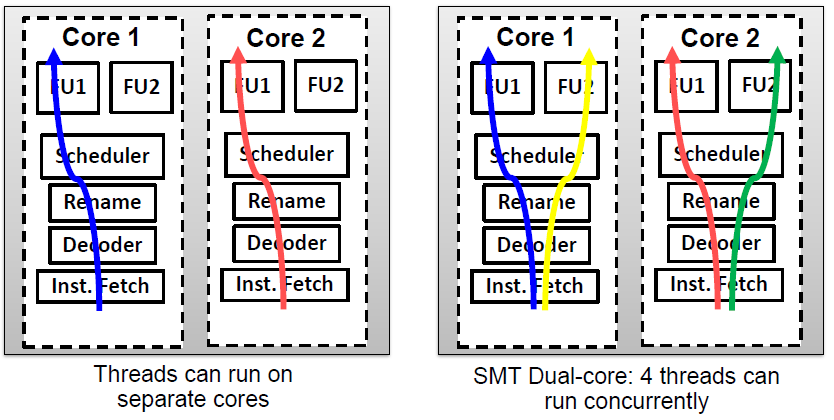 Core 1
FU1 FU2
Scheduler
Rename
Decoder
Inst. Fetch
Core 2
FU1 FU2
Scheduler
Rename
Decoder
Inst. Fetch
Threads can run on
separate cores
Core 1
FU1 FU2
Scheduler
Rename
Decoder
Inst. Fetch
Core 2
FU1 FU2
Scheduler
Rename
Decoder
Inst. Fetch
SMT Dual-core: 4 threads can
run concurrently